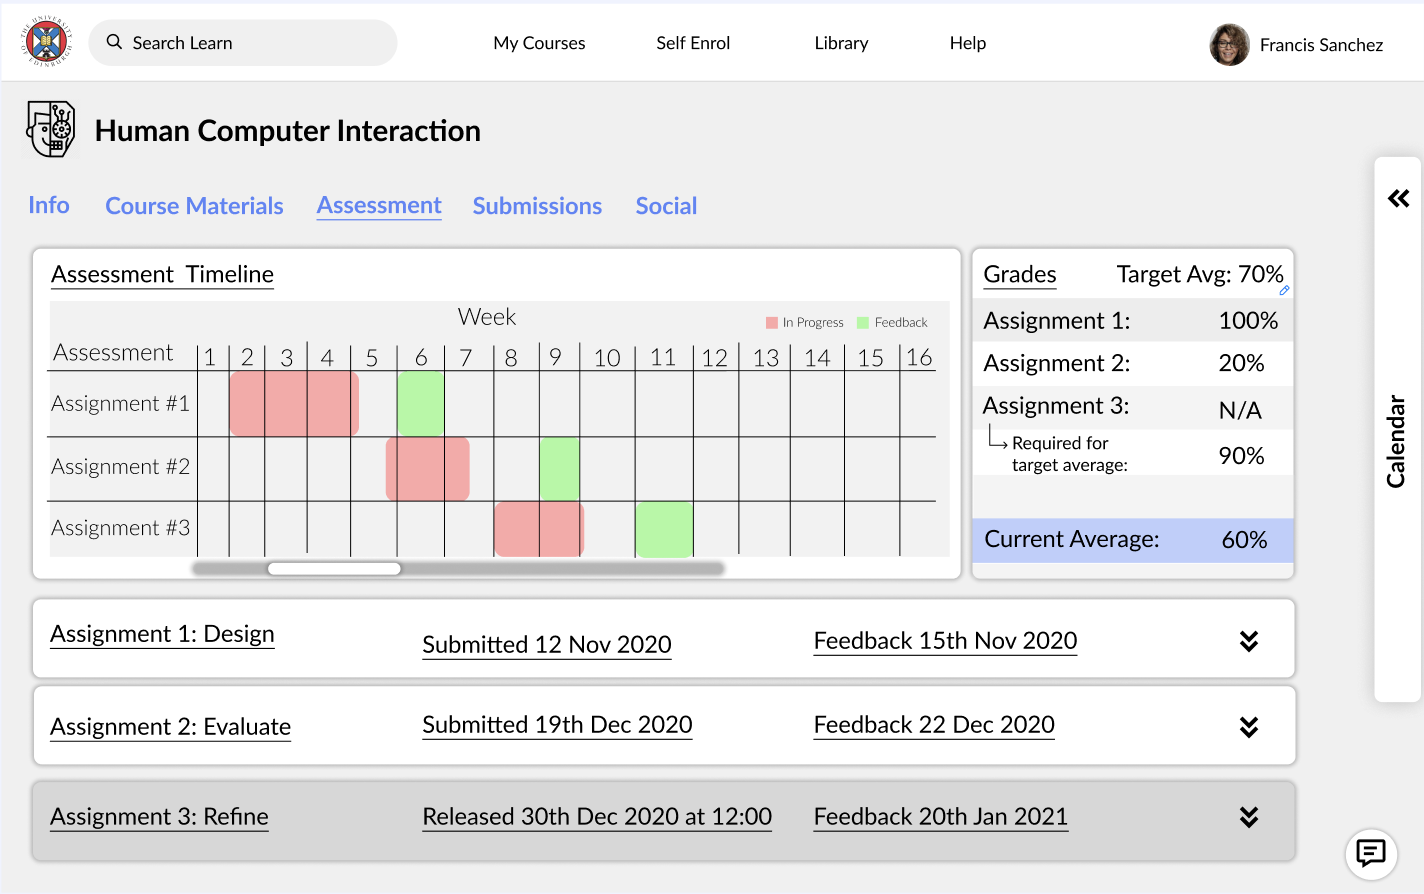 THE UNIVERSITY OF EDINBURGH
Search Learn
My Courses
Self Enrol
Library
Help
Francis Sanchez
Human Computer Interaction
Info
Course Materials
Assessment
Submissions
Social
Assessment Timeline
Week
In Progress
Feedback
Assessment
1 2 3 4 5 6 7 8 9 10 11 12 13 14 15 16
Assignment #1
Assignment #2
Assignment #3
Grades
Target Avg: 70%
Assignment 1: 100%
Assignment 2: 20%
Assignment 3: N/A
Required for
target average:
90%
Current Average: 60%
Calendar
Assignment 1: Design
Submitted 12 Nov 2020
Feedback 15th Nov 2020
Assignment 2: Evaluate
Submitted 19th Dec 2020
Feedback 22 Dec 2020
Assignment 3: Refine
Released 30th Dec 2020 at 12:00
Feedback 20th Jan 2021